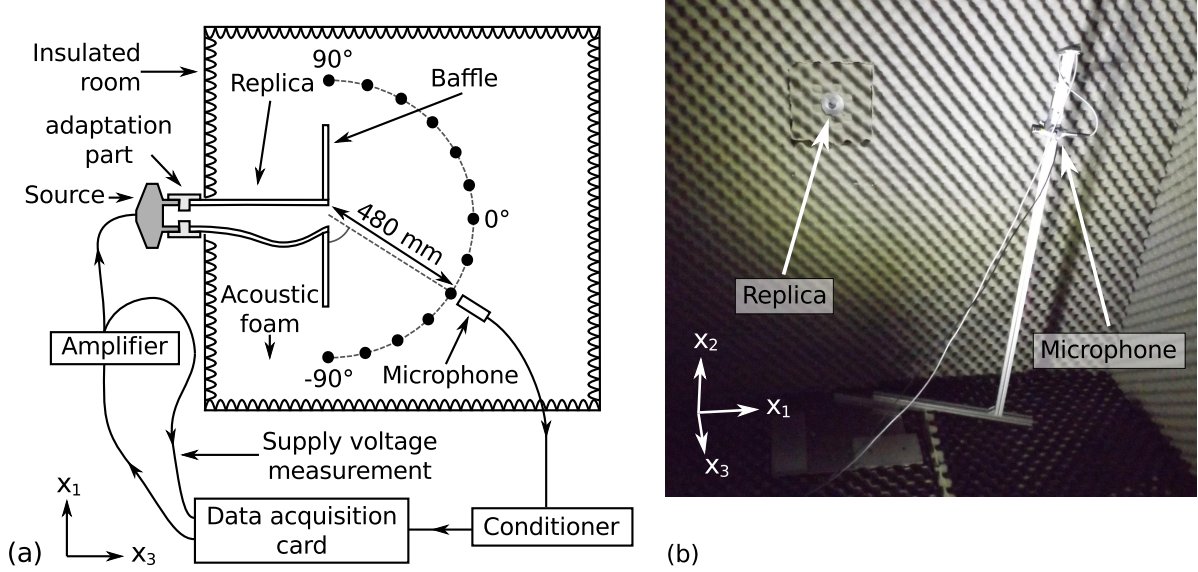 Insulated
room
90°
Replica
Baffle
adaptation
part
Source
480 mm
0°
Acoustic
foam
Amplifier
Microphone
-90°
Supply voltage
measurement
x1
x3
Data acquisition
card
Conditioner
(a)
Replica
Microphone
x2
x1
x3
(b)